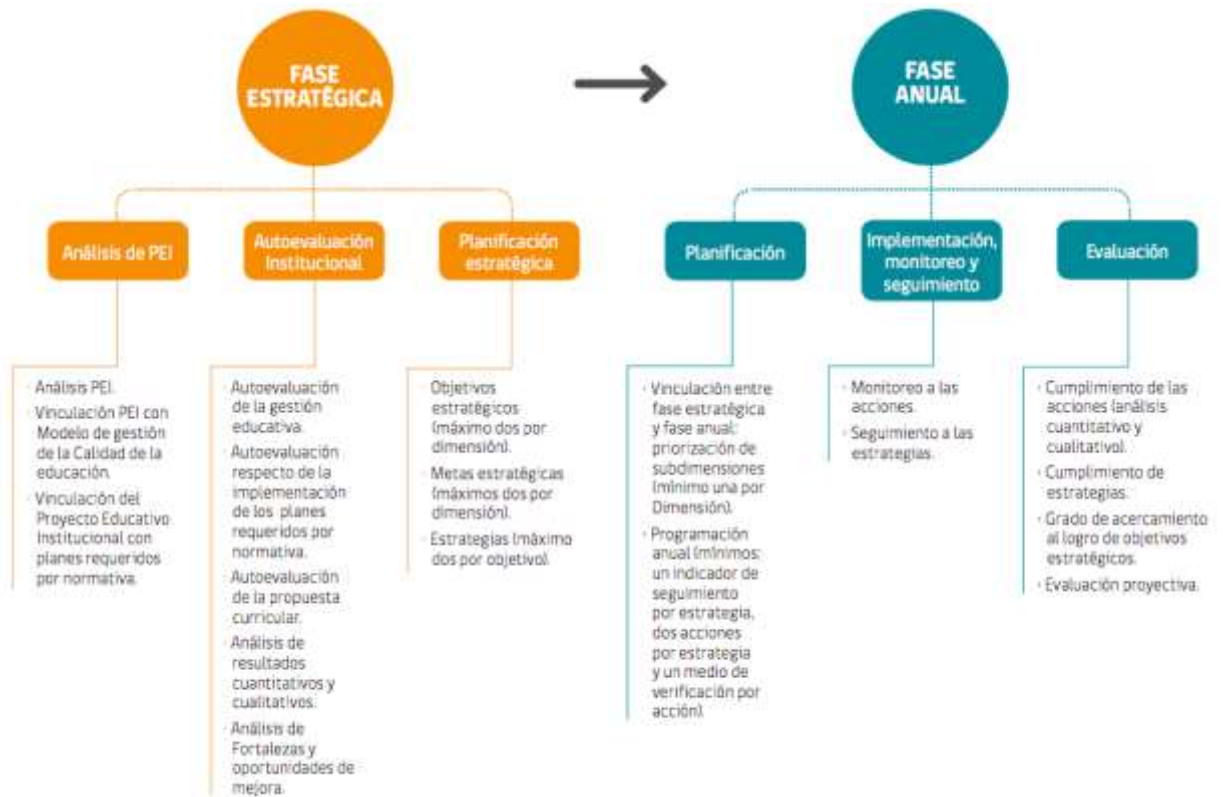 FASE
ESTRATÉGICA
FASE
ANUAL
Análisis de PEI
Autoevaluación
Institucional
Planificación
estratégica
Planificación
Implementación,
monitoreo y
seguimiento
Evaluación
· Análisis PEI.
· Vinculación PEI con
Modelo de gestión
de la Calidad de la
educación.
· Vinculación del
Proyecto Educativo
Institucional con
planes requeridos
por normativa.
· Autoevaluación
de la gestión
educativa.
· Autoevaluación
respecto de la
implementación
de los planes
requeridos por
normativa.
· Autoevaluación
de la propuesta
curricular.
· Análisis de
resultados
cuantitativos y
cualitativos.
· Análisis de
Fortalezas y
oportunidades de
mejora.
· Objetivos
estratégicos
(máximo dos por
dimensión).
· Metas estratégicas
(máximos dos por
dimensión).
· Estrategias (máximo
dos por objetivo).
· Vinculación entre
fase estratégica
y fase anual:
priorización de
subdimensiones
(mínimo una por
Dimensión).
· Programación
anual (mínimos:
un indicador de
seguimiento
por estrategia,
dos acciones
por estrategia
y un medio de
verificación por
acción).
· Monitoreo a las
acciones.
· Seguimiento a las
estrategias.
· Cumplimiento de las
acciones (análisis
cuantitativo y
cualitativo).
· Cumplimiento de
estrategias.
· Grado de acercamiento
al logro de objetivos
estratégicos.
· Evaluación proyectiva.